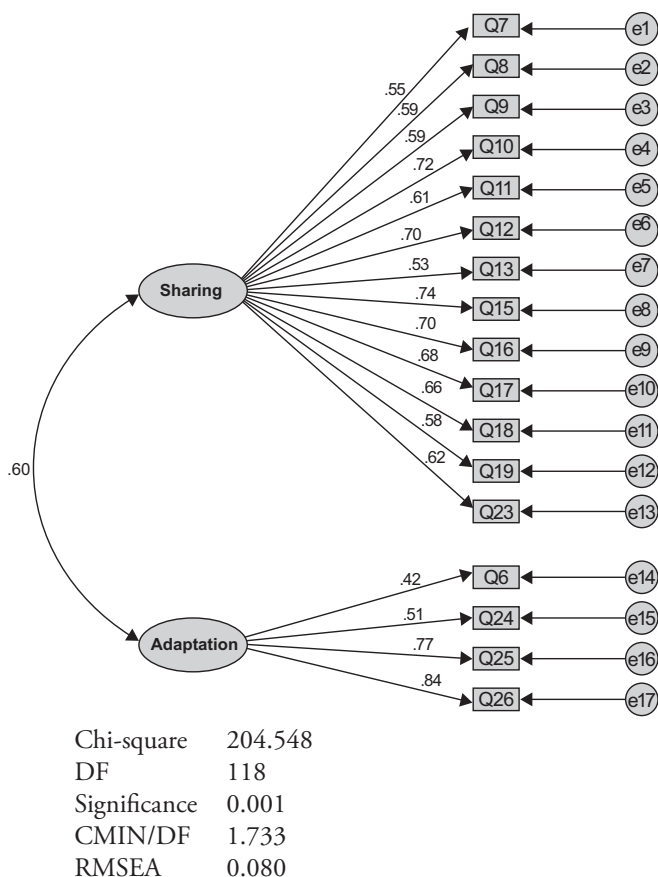 Q7 e1
.55
Q8 e2
.59
Q9 e3
.59
Q10 e4
.72
Q11 e5
.61
Q12 e6
.70
Q13 e7
.53
Sharing
Q15 e8
.74
Q16 e9
.70
Q17 e10
.68
Q18 e11
.66
Q19 e12
.58
Q23 e13
.62
.60
Q6 e14
.42
Q24 e15
.51
Adaptation
Q25 e16
.77
Q26 e17
.84
Chi-square 204.548
DF 118
Significance 0.001
CMIN/DF 1.733
RMSEA 0.080